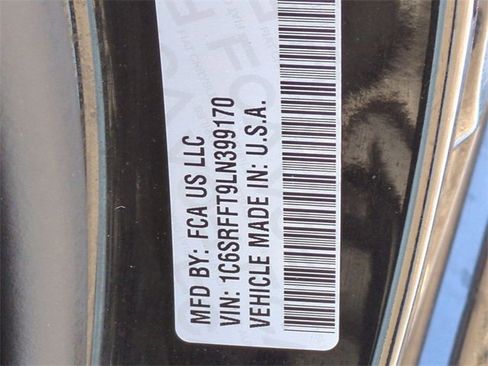 MFD BY: FCA US LLC
VIN: 1C6SRFFT9LN399170
VEHICLE MADE IN: U.S.A.